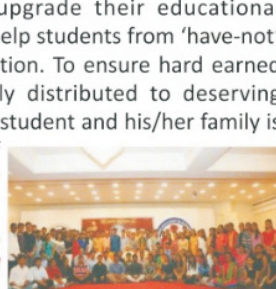 upgrade their educational
elp students from ‘have-not’
tion. To ensure hard earned
ly distributed to deserving
student and his/her family is